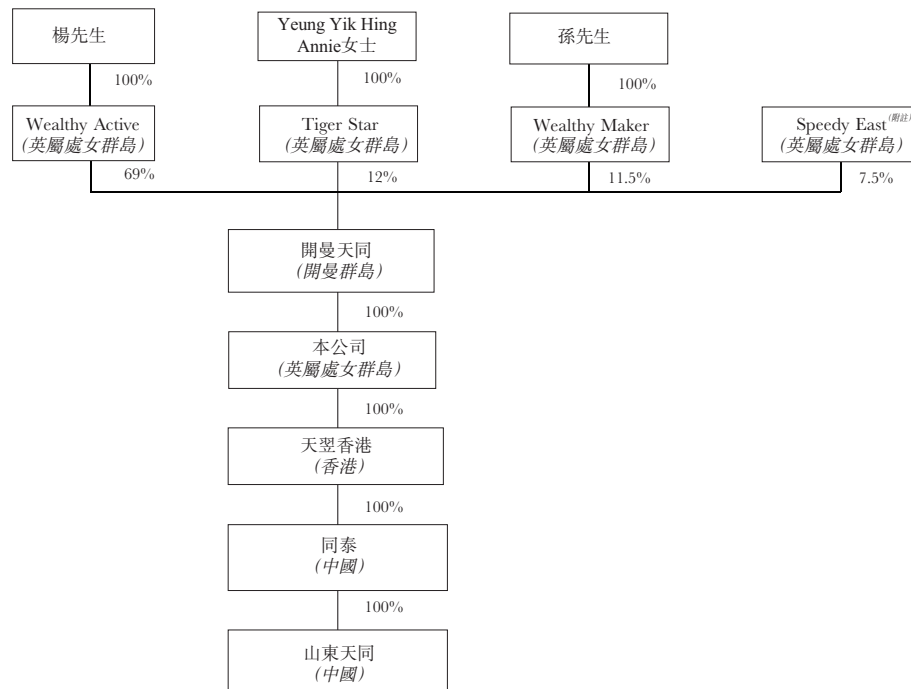 楊先生
Yeung Yik Hing
Annie女士
孫先生
100%
100%
100%
Wealthy Active
(英屬處女群島)
Tiger Star
(英屬處女群島)
Wealthy Maker
(英屬處女群島)
Speedy East(附註)
(英屬處女群島)
69%
12%
11.5%
7.5%
開曼天同
(開曼群島)
100%
本公司
(英屬處女群島)
100%
天翌香港
(香港)
100%
同泰
(中國)
100%
山東天同
(中國)